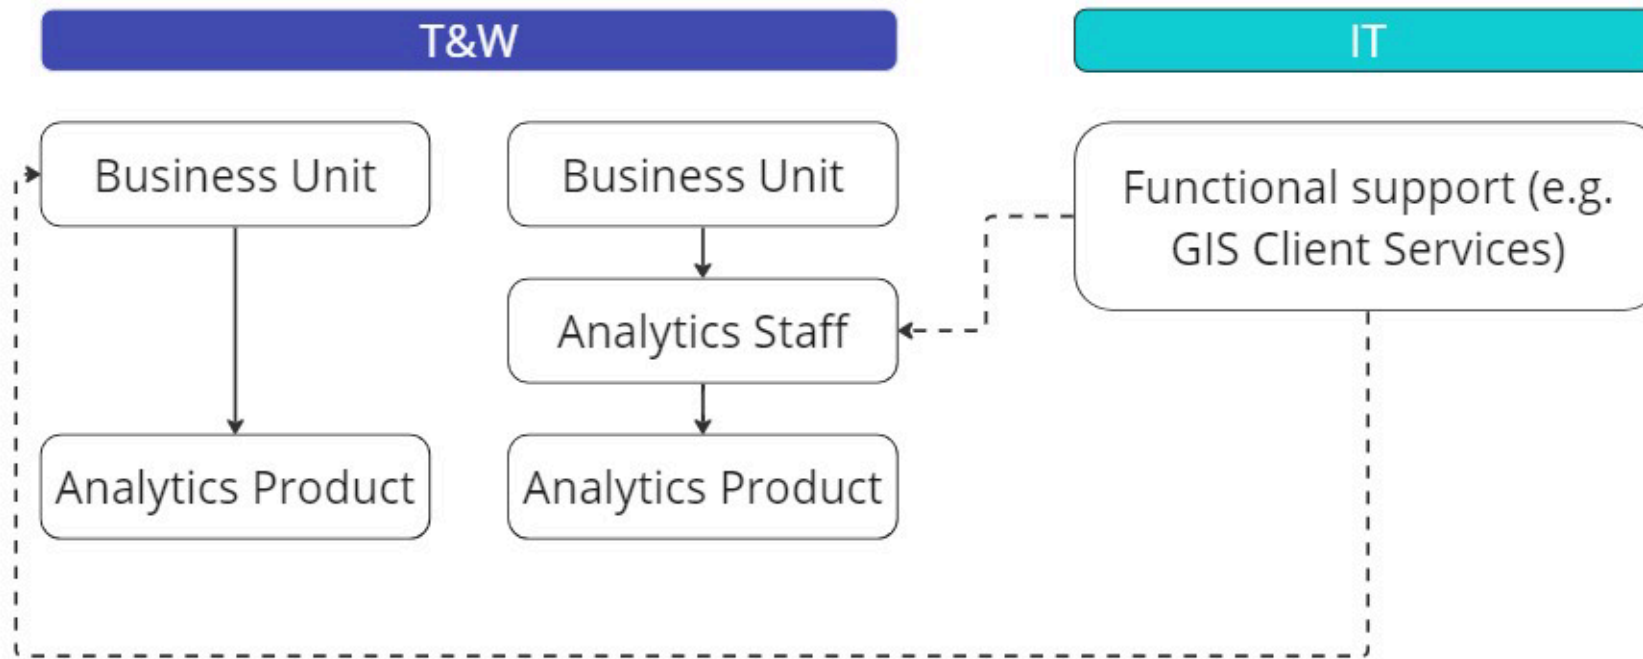 T&W
IT
Business Unit
Business Unit
Functional support (e.g.
GIS Client Services)
Analytics Staff
Analytics Product
Analytics Product